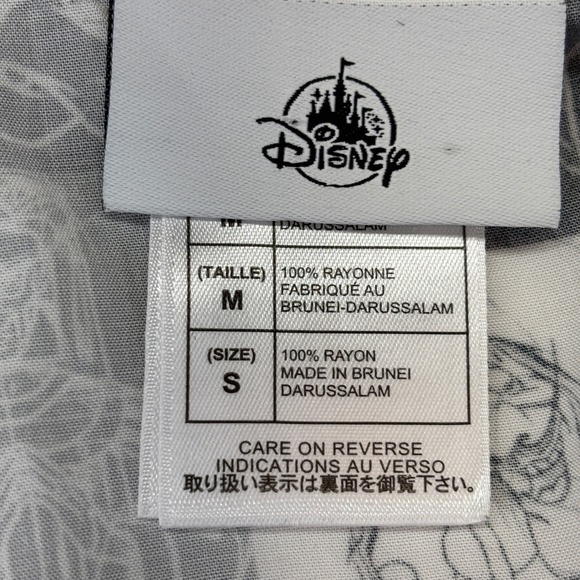 Disney
M
DARUSSALAM
(TAILLE)
M
100% RAYONNE
FABRIQUÉ AU
BRUNEI-DARUSSALAM
(SIZE)
S
100% RAYON
MADE IN BRUNEI
DARUSSALAM
CARE ON REVERSE
INDICATIONS AU VERSO
取り扱い表示は裏面を御覧下さい。